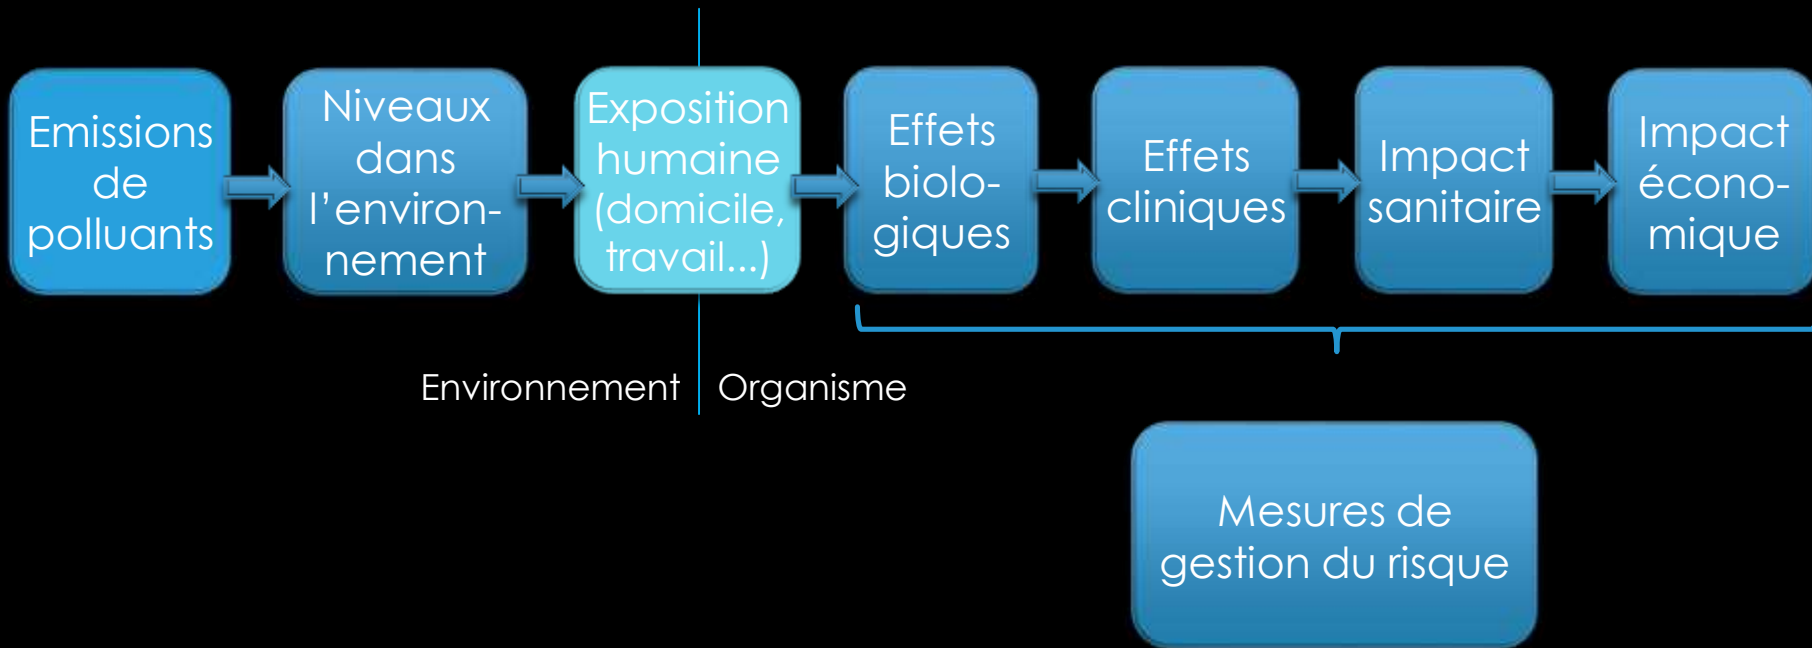 Emissions
de
polluants
Niveaux
dans
l'environ-
nement
Exposition
humaine
(domicile,
travail...)
Effets
biolo-
giques
Effets
cliniques
Impact
sanitaire
Impact
écono-
mique
Environnement
Organisme
Mesures de
gestion du risque